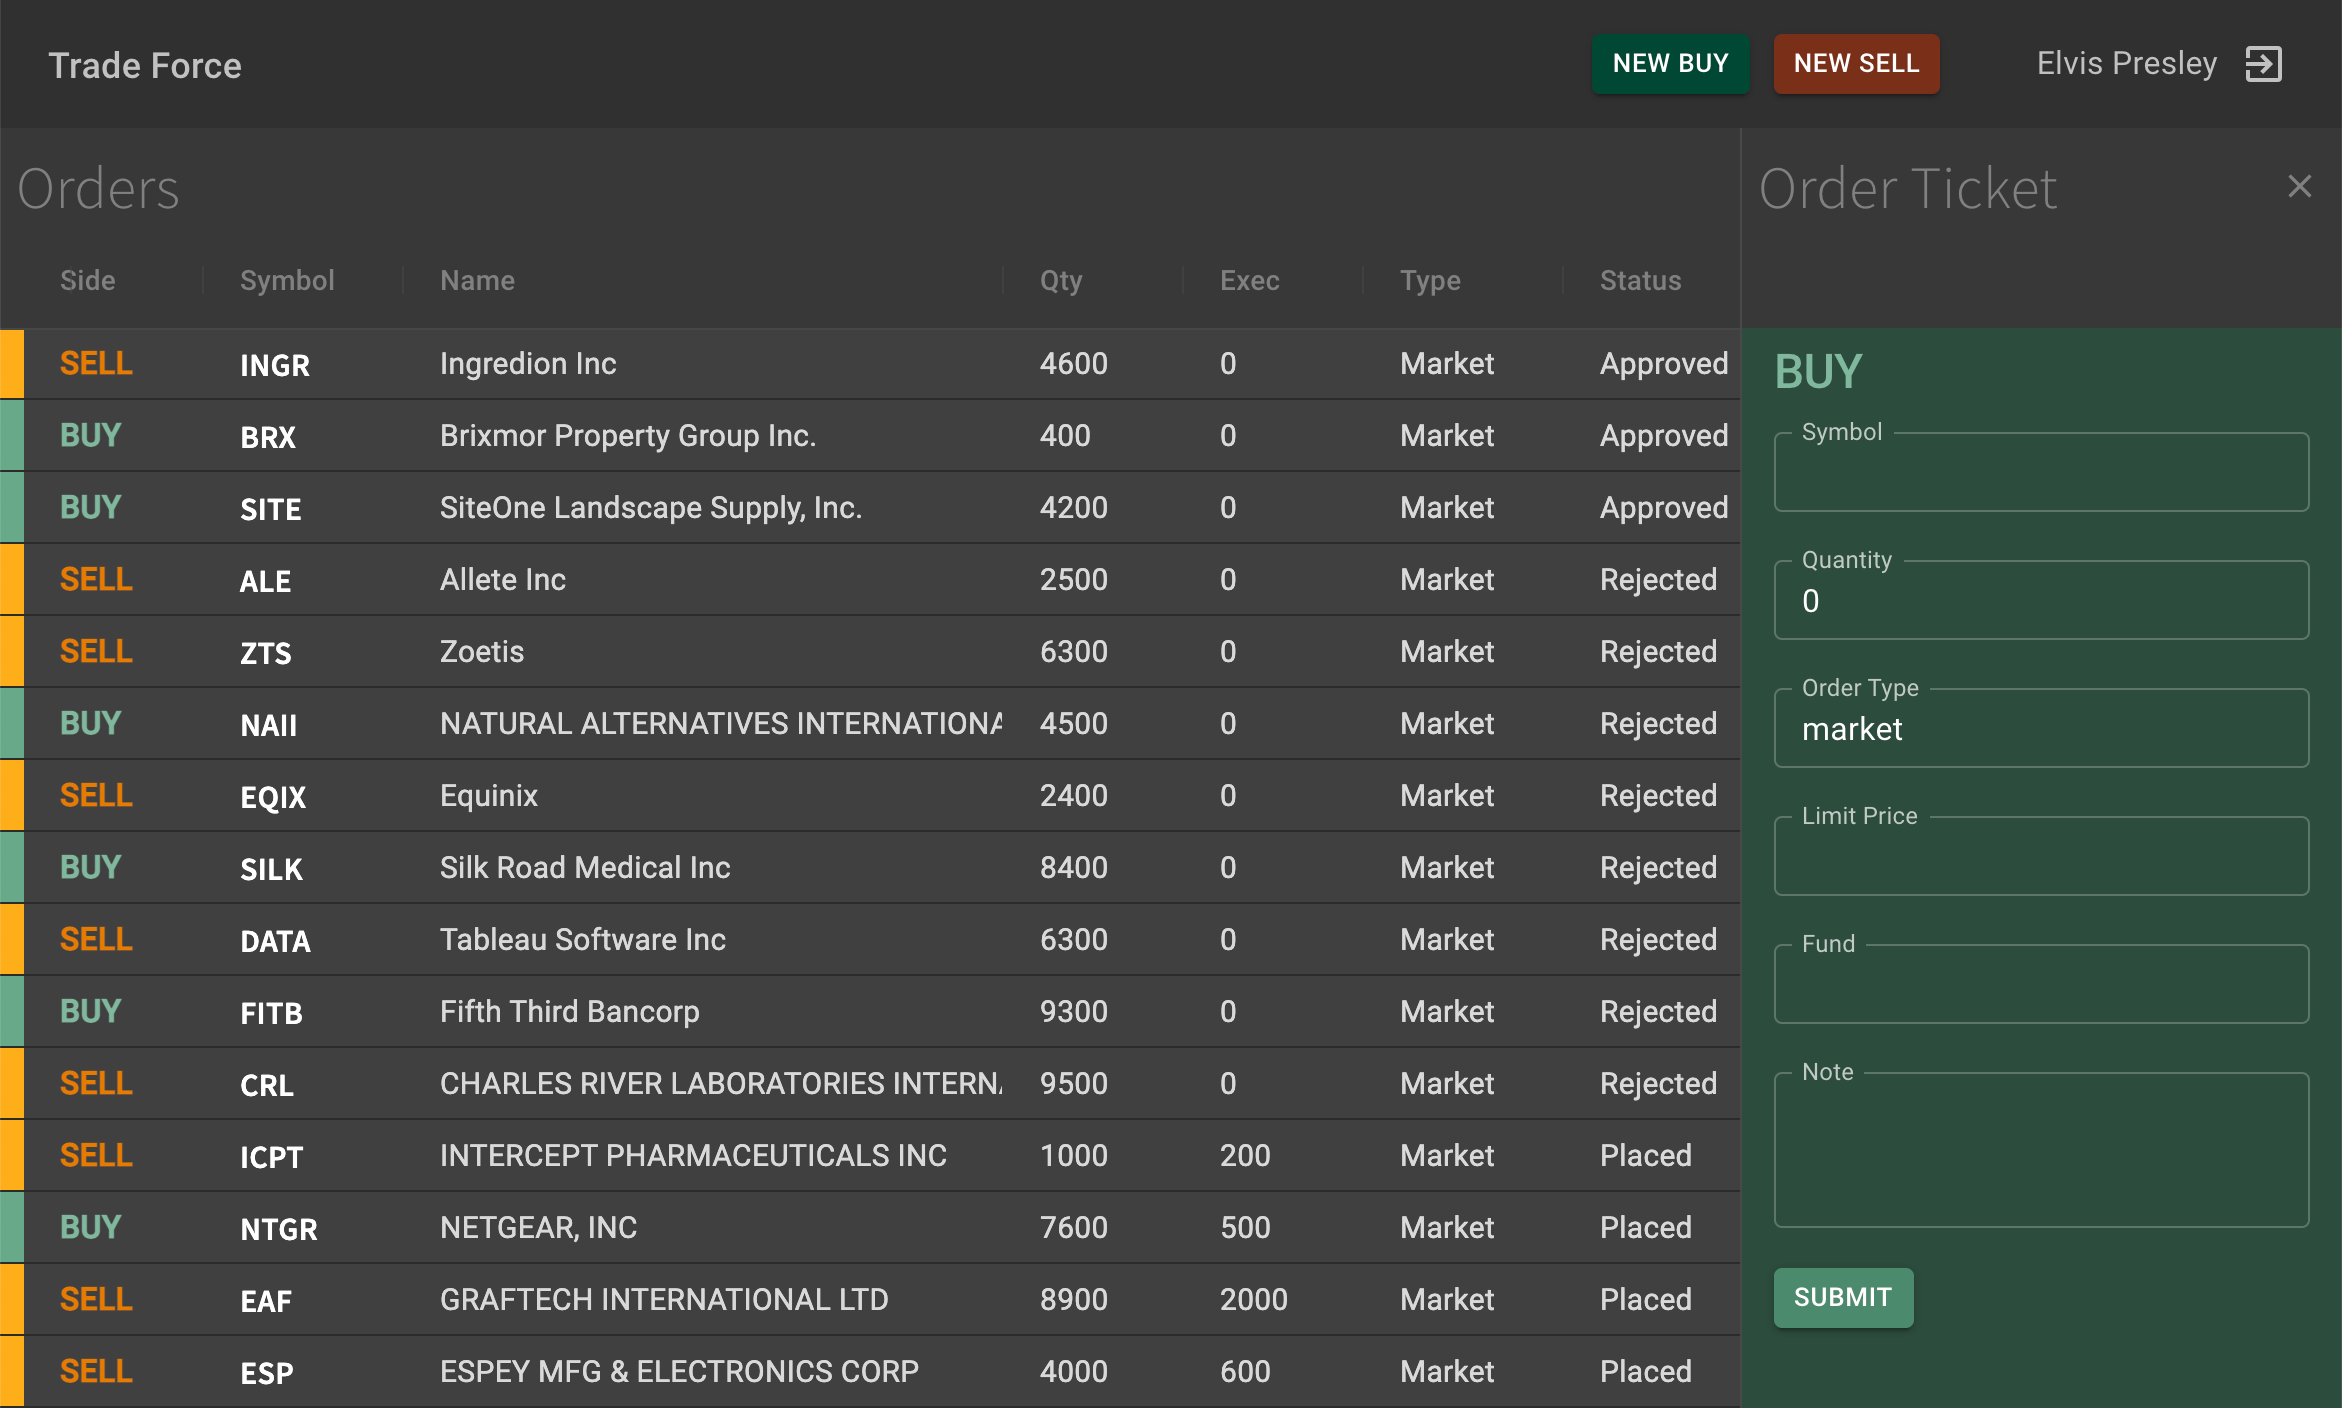 Trade Force NEW BUY NEW SELL Elvis Presley
Orders
Side Symbol Name Qty Exec Type Status
SELL INGR Ingredion Inc 4600 0 Market Approved
BUY BRX Brixmor Property Group Inc. 400 0 Market Approved
BUY SITE SiteOne Landscape Supply, Inc. 4200 0 Market Approved
SELL ALE Allete Inc 2500 0 Market Rejected
SELL ZTS Zoetis 6300 0 Market Rejected
BUY NAII NATURAL ALTERNATIVES INTERNATIONA 4500 0 Market Rejected
SELL EQIX Equinix 2400 0 Market Rejected
BUY SILK Silk Road Medical Inc 8400 0 Market Rejected
SELL DATA Tableau Software Inc 6300 0 Market Rejected
BUY FITB Fifth Third Bancorp 9300 0 Market Rejected
SELL CRL CHARLES RIVER LABORATORIES INTERNA 9500 0 Market Rejected
SELL ICPT INTERCEPT PHARMACEUTICALS INC 1000 200 Market Placed
BUY NTGR NETGEAR, INC 7600 500 Market Placed
SELL EAF GRAFTECH INTERNATIONAL LTD 8900 2000 Market Placed
SELL ESP ESPEY MFG & ELECTRONICS CORP 4000 600 Market Placed
Order Ticket
BUY
Symbol
Quantity
0
Order Type
market
Limit Price
Fund
Note
SUBMIT